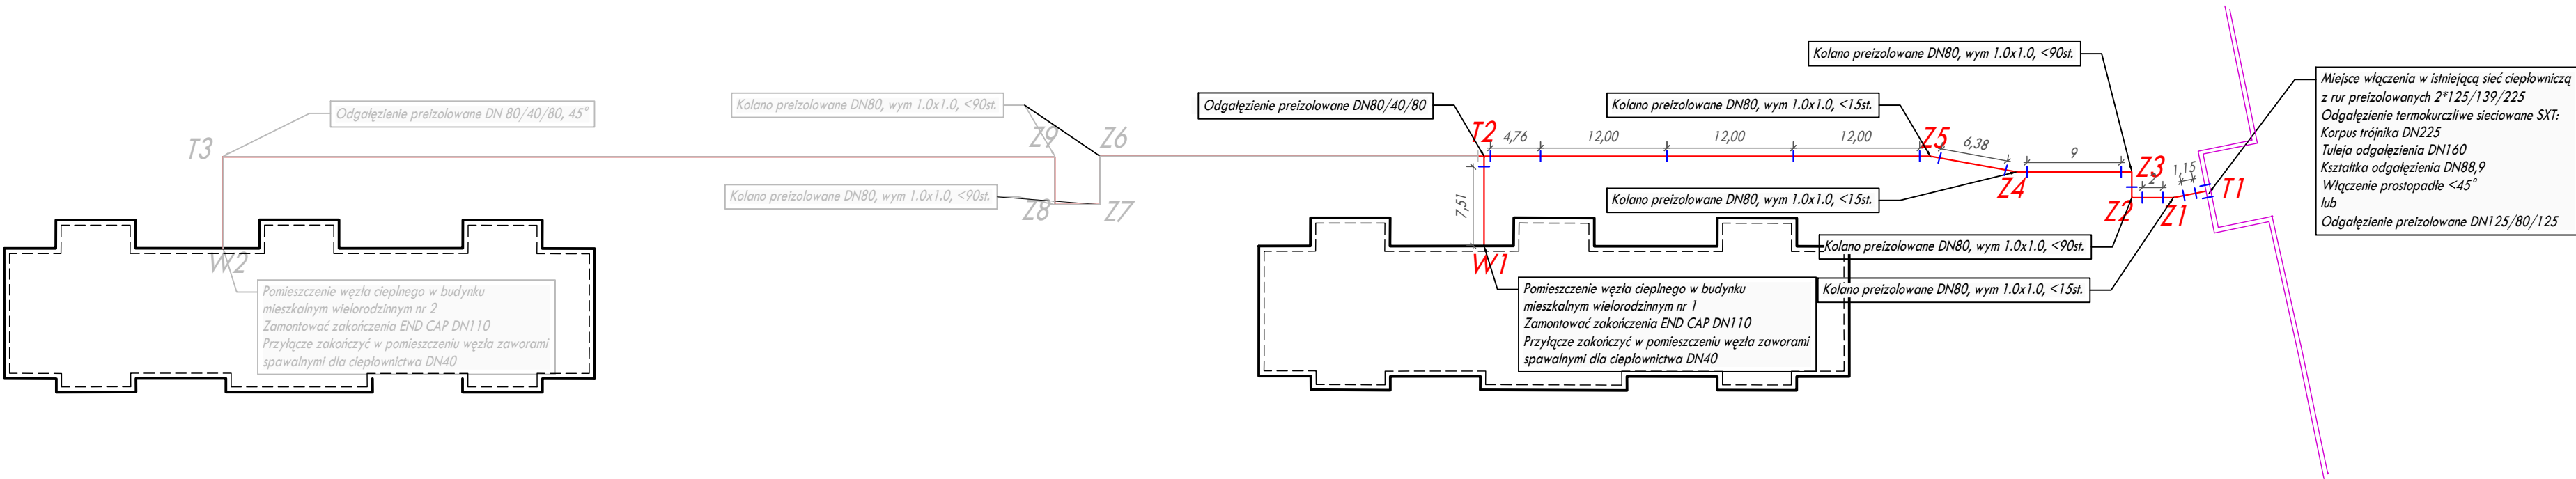 Kolano preizolowane DN80, wym 1.0x1.0, <90st.
Miejsce włączenia w istniejącą sieć ciepłowniczą
z rur preizolowanych 2*125/139/225
Odgałęzienie termokurczliwe sieciowane SXT:
Korpus trójnika DN225
Tuleja odgałęzienia DN160
Kształtka odgałęzienia DN88,9
Włączenie prostopadłe <45°
lub
Odgałęzienie preizolowane DN125/80/125
Odgałęzienie preizolowane DN 80/40/80, 45°
Kolano preizolowane DN80, wym 1.0x1.0, <90st.
Odgałęzienie preizolowane DN80/40/80
Kolano preizolowane DN80, wym 1.0x1.0, <15st.
T3
Z9
Z6
T2
4,76
12,00
12,00
12,00
Z5
6,38
9
Z3
2
1,15
T1
Kolano preizolowane DN80, wym 1.0x1.0, <90st.
Z8
Z7
7,51
Kolano preizolowane DN80, wym 1.0x1.0, <15st.
Z4
Z2
Z1
Kolano preizolowane DN80, wym 1.0x1.0, <90st.
W2
W1
Kolano preizolowane DN80, wym 1.0x1.0, <15st.
Pomieszczenie węzła cieplnego w budynku
mieszkalnym wielorodzinnym nr 2
Zamontować zakończenia END CAP DN110
Przyłącze zakończyć w pomieszczeniu węzła zaworami
spawalnymi dla ciepłownictwa DN40
Pomieszczenie węzła cieplnego w budynku
mieszkalnym wielorodzinnym nr 1
Zamontować zakończenia END CAP DN110
Przyłącze zakończyć w pomieszczeniu węzła zaworami
spawalnymi dla ciepłownictwa DN40